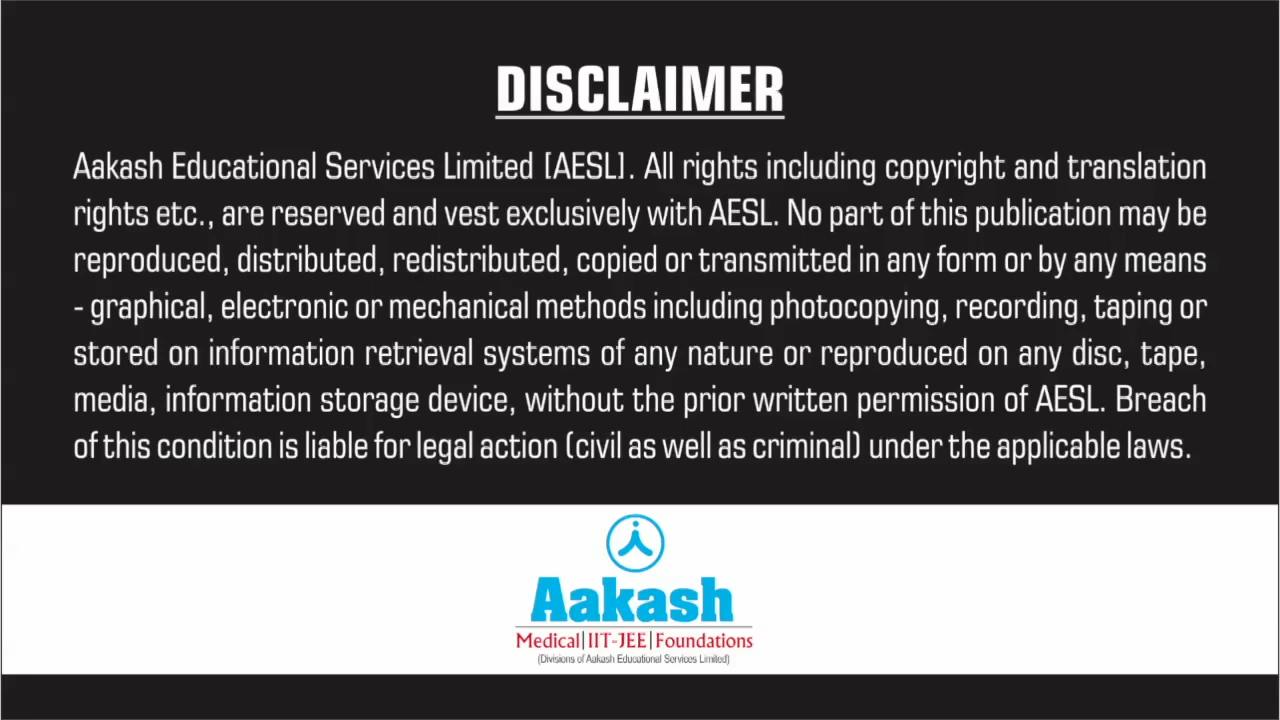 DISCLAIMER
Aakash Educational Services Limited [AESL]. All rights including copyright and translation
rights etc., are reserved and vest exclusively with AESL. No part of this publication may be
reproduced, distributed, redistributed, copied or transmitted in any form or by any means
- graphical, electronic or mechanical methods including photocopying, recording, taping or
stored on information retrieval systems of any nature or reproduced on any disc, tape,
media, information storage device, without the prior written permission of AESL. Breach
of this condition is liable for legal action (civil as well as criminal) under the applicable laws.
Aakash
Medical|IIT-JEE|Foundations
(Divisions of Aakash Educational Services Limited)